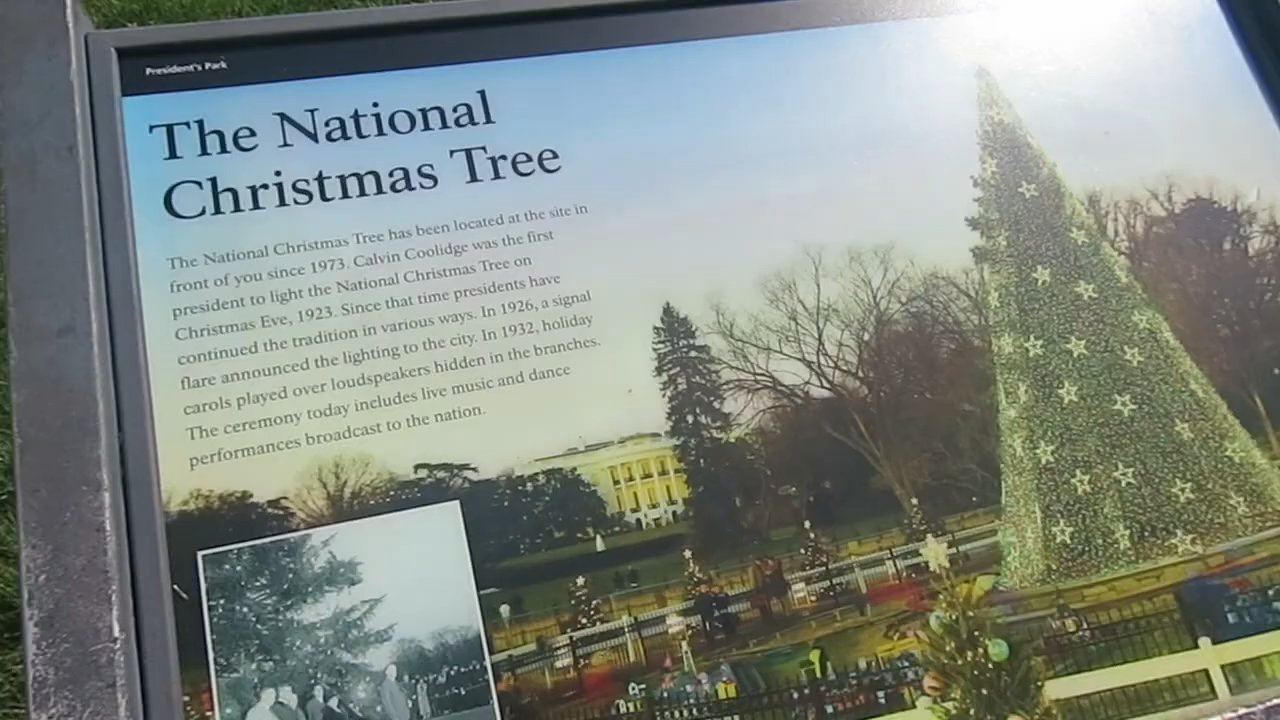 President's Park
The National
Christmas Tree
The National Christmas Tree has been located at the site in
front of you since 1973. Calvin Coolidge was the first
president to light the National Christmas Tree on
Christmas Eve, 1923. Since that time presidents have
continued the tradition in various ways. In 1926, a signal
flare announced the lighting to the city. In 1932, holiday
carols played over loudspeakers hidden in the branches.
The ceremony today includes live music and dance
performances broadcast to the nation.